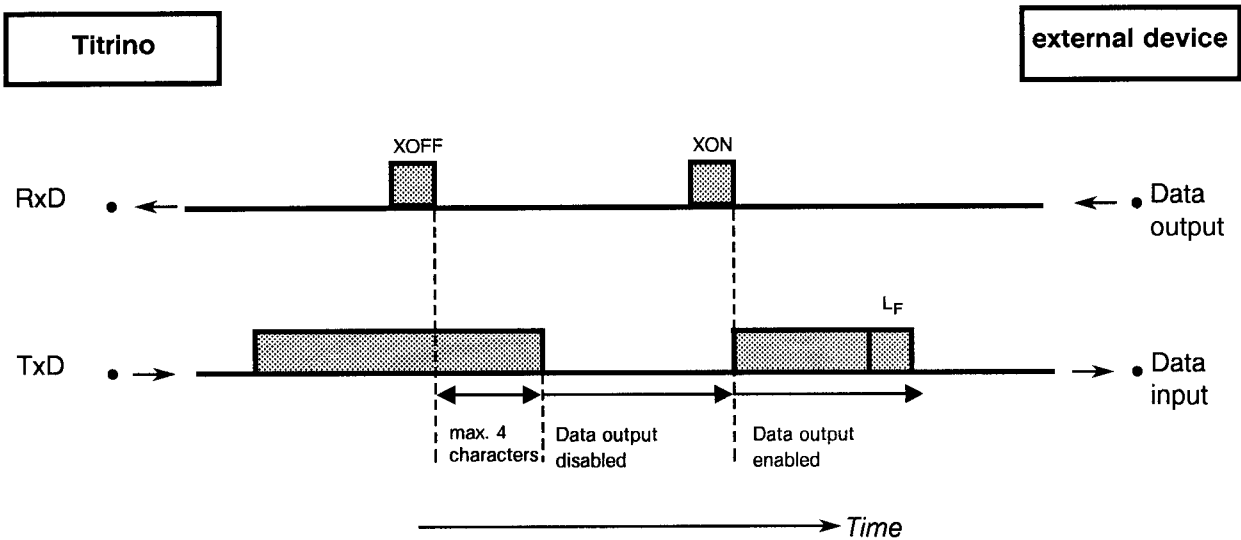 Titrino
external device
XOFF
XON
RxD
Data
output
LF
TxD
Data
input
max. 4
characters
Data output
disabled
Data output
enabled
Time